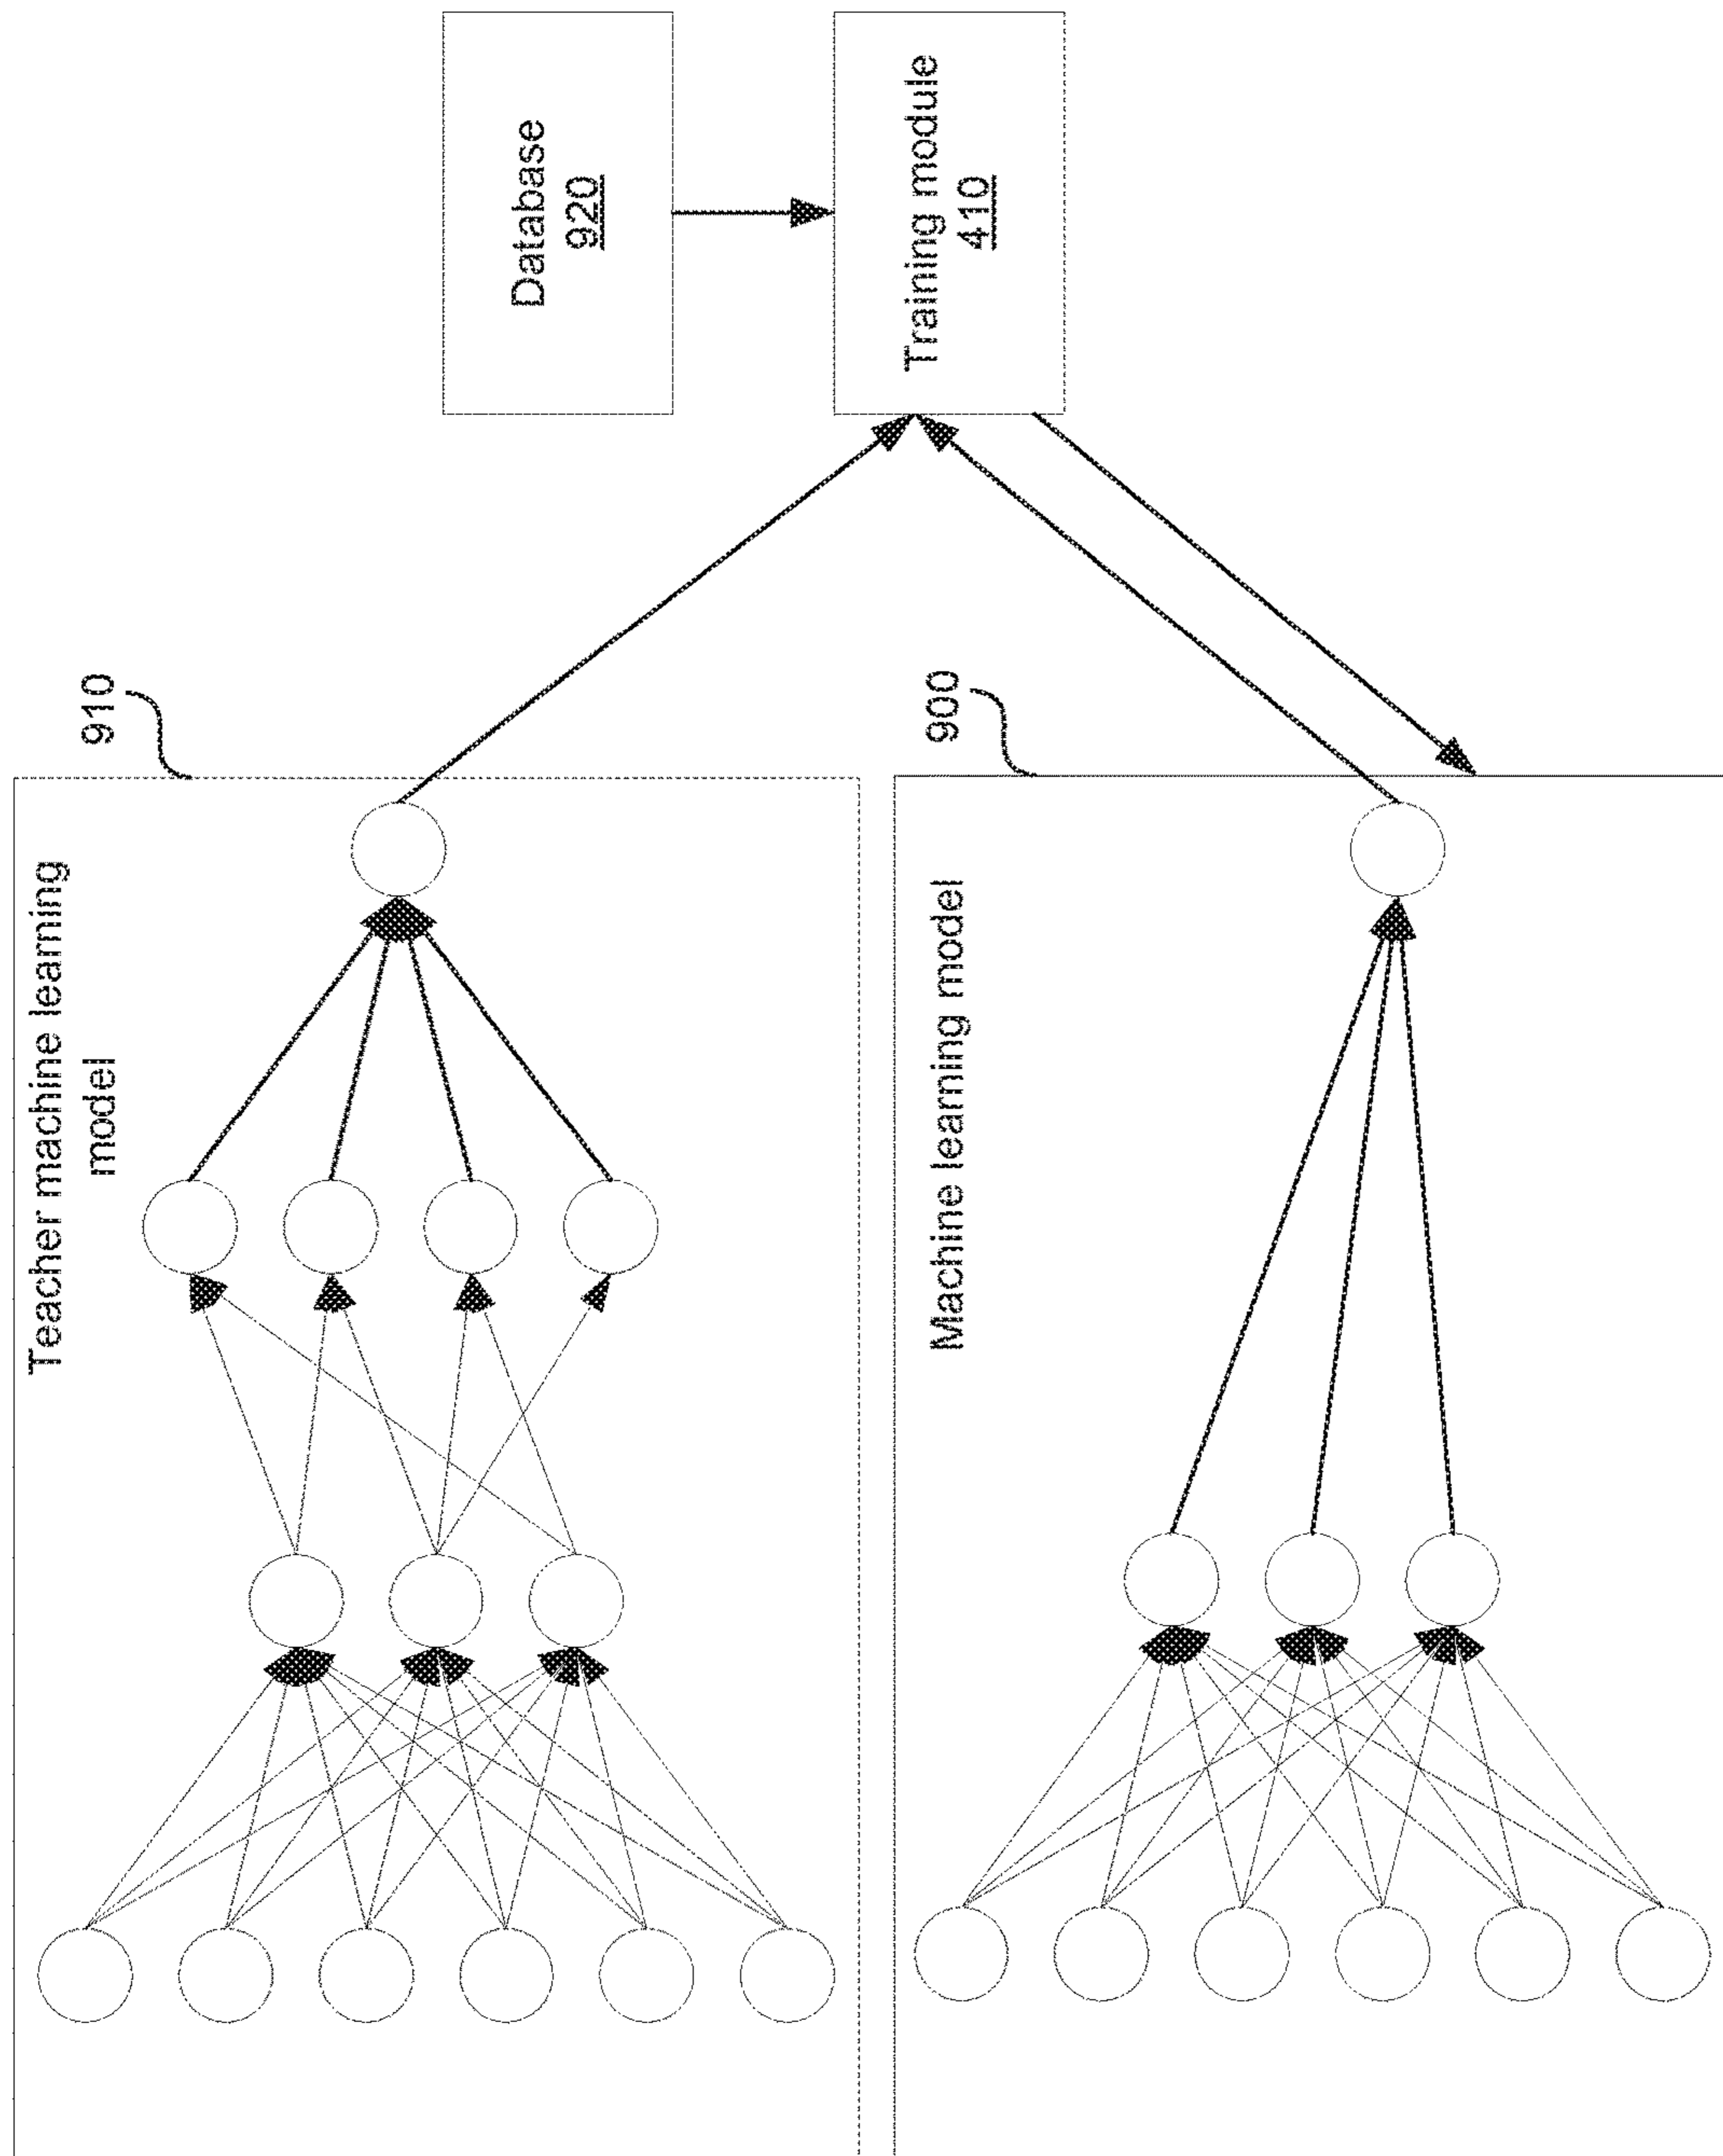 Teacher machine learning
model
910
Machine learning model
900
Database
920
Training module
410